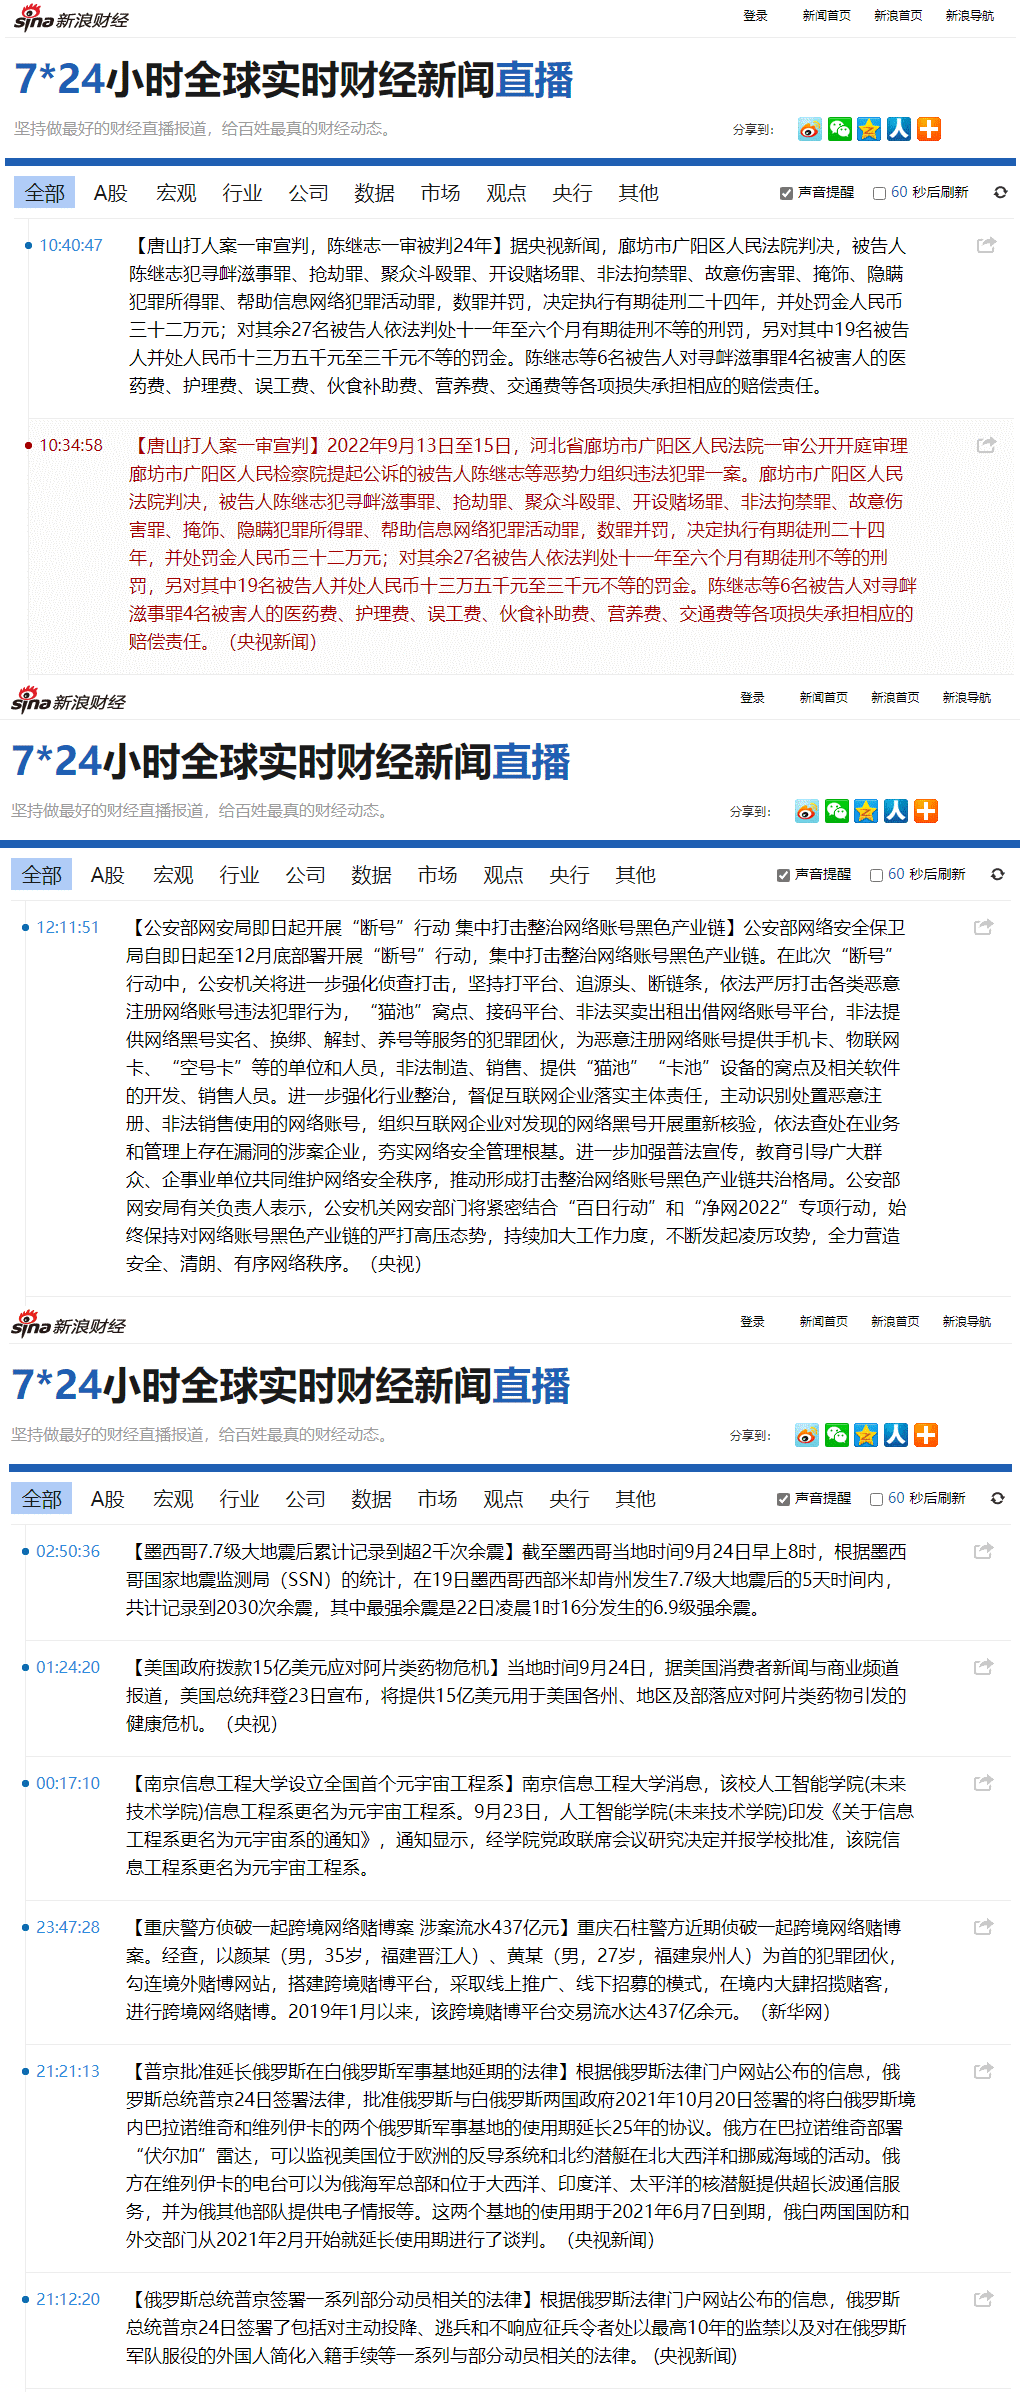 sina新浪财经
登录 新闻首页 新浪首页 新浪导航
7*24小时全球实时财经新闻直播
坚持做最好的财经直播报道，给百姓最真的财经动态。
分享到：
全部 A股 宏观 行业 公司 数据 市场 观点 央行 其他 声音提醒 60 秒后刷新
10:40:47 【唐山打人案一审宣判，陈继志一审被判24年】据央视新闻，廊坊市广阳区人民法院判决，被告人
陈继志犯寻衅滋事罪、抢劫罪、聚众斗殴罪、开设赌场罪、非法拘禁罪、故意伤害罪、掩饰、隐瞒
犯罪所得罪、帮助信息网络犯罪活动罪，数罪并罚，决定执行有期徒刑二十四年，并处罚金人民币
三十二万元；对其余27名被告人依法判处十一年至六个月有期徒刑不等的刑罚，另对其中19名被告
人并处人民币十三万五千元至三千元不等的罚金。陈继志等6名被告人对寻衅滋事罪4名被害人的医
药费、护理费、误工费、伙食补助费、营养费、交通费等各项损失承担相应的赔偿责任。
10:34:58 【唐山打人案一审宣判】2022年9月13日至15日，河北省廊坊市广阳区人民法院一审公开开庭审理
廊坊市广阳区人民检察院提起公诉的被告人陈继志等恶势力组织违法犯罪一案。廊坊市广阳区人民
法院判决，被告人陈继志犯寻衅滋事罪、抢劫罪、聚众斗殴罪、开设赌场罪、非法拘禁罪、故意伤
害罪、掩饰、隐瞒犯罪所得罪、帮助信息网络犯罪活动罪，数罪并罚，决定执行有期徒刑二十四
年，并处罚金人民币三十二万元；对其余27名被告人依法判处十一年至六个月有期徒刑不等的刑
罚，另对其中19名被告人并处人民币十三万五千元至三千元不等的罚金。陈继志等6名被告人对寻衅
滋事罪4名被害人的医药费、护理费、误工费、伙食补助费、营养费、交通费等各项损失承担相应的
赔偿责任。（央视新闻）
sina新浪财经
登录 新闻首页 新浪首页 新浪导航
7*24小时全球实时财经新闻直播
坚持做最好的财经直播报道，给百姓最真的财经动态。
分享到：
全部 A股 宏观 行业 公司 数据 市场 观点 央行 其他 声音提醒 60 秒后刷新
12:11:51 【公安部网安局即日起开展“断号”行动 集中打击整治网络账号黑色产业链】公安部网络安全保卫
局自即日起至12月底部署开展“断号”行动，集中打击整治网络账号黑色产业链。在此次“断号”
行动中，公安机关将进一步强化侦查打击，坚持打平台、追源头、断链条，依法严厉打击各类恶意
注册网络账号违法犯罪行为，“猫池”窝点、接码平台、非法买卖出租出借网络账号平台，非法提
供网络黑号实名、换绑、解封、养号等服务的犯罪团伙，为恶意注册网络账号提供手机卡、物联网
卡、“空号卡”等的单位和人员，非法制造、销售、提供“猫池”“卡池”设备的窝点及相关软件
的开发、销售人员。进一步强化行业整治，督促互联网企业落实主体责任，主动识别处置恶意注
册、非法销售使用的网络账号，组织互联网企业对发现的网络黑号开展重新核验，依法查处在业务
和管理上存在漏洞的涉案企业，夯实网络安全管理根基。进一步加强普法宣传，教育引导广大群
众、企事业单位共同维护网络安全秩序，推动形成打击整治网络账号黑色产业链共治格局。公安部
网安局有关负责人表示，公安机关网安部门将紧密结合“百日行动”和“净网2022”专项行动，始
终保持对网络账号黑色产业链的严打高压态势，持续加大工作力度，不断发起凌厉攻势，全力营造
安全、清朗、有序网络秩序。（央视）
sina新浪财经
登录 新闻首页 新浪首页 新浪导航
7*24小时全球实时财经新闻直播
坚持做最好的财经直播报道，给百姓最真的财经动态。
分享到：
全部 A股 宏观 行业 公司 数据 市场 观点 央行 其他 声音提醒 60 秒后刷新
02:50:36 【墨西哥7.7级大地震后累计记录到超2千次余震】截至墨西哥当地时间9月24日早上8时，根据墨西
哥国家地震监测局（SSN）的统计，在19日墨西哥西部米却肯州发生7.7级大地震后的5天时间内，
共计记录到2030次余震，其中最强余震是22日凌晨1时16分发生的6.9级强余震。
01:24:20 【美国政府拨款15亿美元应对阿片类药物危机】当地时间9月24日，据美国消费者新闻与商业频道
报道，美国总统拜登23日宣布，将提供15亿美元用于美国各州、地区及部落应对阿片类药物引发的
健康危机。（央视）
00:17:10 【南京信息工程大学设立全国首个元宇宙工程系】南京信息工程大学消息，该校人工智能学院(未来
技术学院)信息工程系更名为元宇宙工程系。9月23日，人工智能学院(未来技术学院)印发《关于信息
工程系更名为元宇宙系的通知》，通知显示，经学院党政联席会议研究决定并报学校批准，该院信
息工程系更名为元宇宙工程系。
23:47:28 【重庆警方侦破一起跨境网络赌博案 涉案流水437亿元】重庆石柱警方近期侦破一起跨境网络赌博
案。经查，以颜某（男，35岁，福建晋江人）、黄某（男，27岁，福建泉州人）为首的犯罪团伙，
勾连境外赌博网站，搭建跨境赌博平台，采取线上推广、线下招募的模式，在境内大肆招揽赌客，
进行跨境网络赌博。2019年1月以来，该跨境赌博平台交易流水达437亿余元。（新华网）
21:21:13 【普京批准延长俄罗斯在白俄罗斯军事基地延期的法律】根据俄罗斯法律门户网站公布的信息，俄
罗斯总统普京24日签署法律，批准俄罗斯与白俄罗斯两国政府2021年10月20日签署的将白俄罗斯境
内巴拉诺维奇和维列伊卡的两个俄罗斯军事基地的使用期延长25年的协议。俄方在巴拉诺维奇部署
“伏尔加”雷达，可以监视美国位于欧洲的反导系统和北约潜艇在北大西洋和挪威海域的活动。俄
方在维列伊卡的电台可以为俄海军总部和位于大西洋、印度洋、太平洋的核潜艇提供超长波通信服
务，并为俄其他部队提供电子情报等。这两个基地的使用期于2021年6月7日到期，俄白两国国防和
外交部门从2021年2月开始就延长使用期进行了谈判。（央视新闻）
21:12:20 【俄罗斯总统普京签署一系列部分动员相关的法律】根据俄罗斯法律门户网站公布的信息，俄罗斯
总统普京24日签署了包括对主动投降、逃兵和不响应征兵令者处以最高10年的监禁以及对在俄罗斯
军队服役的外国人简化入籍手续等一系列与部分动员相关的法律。(央视新闻)